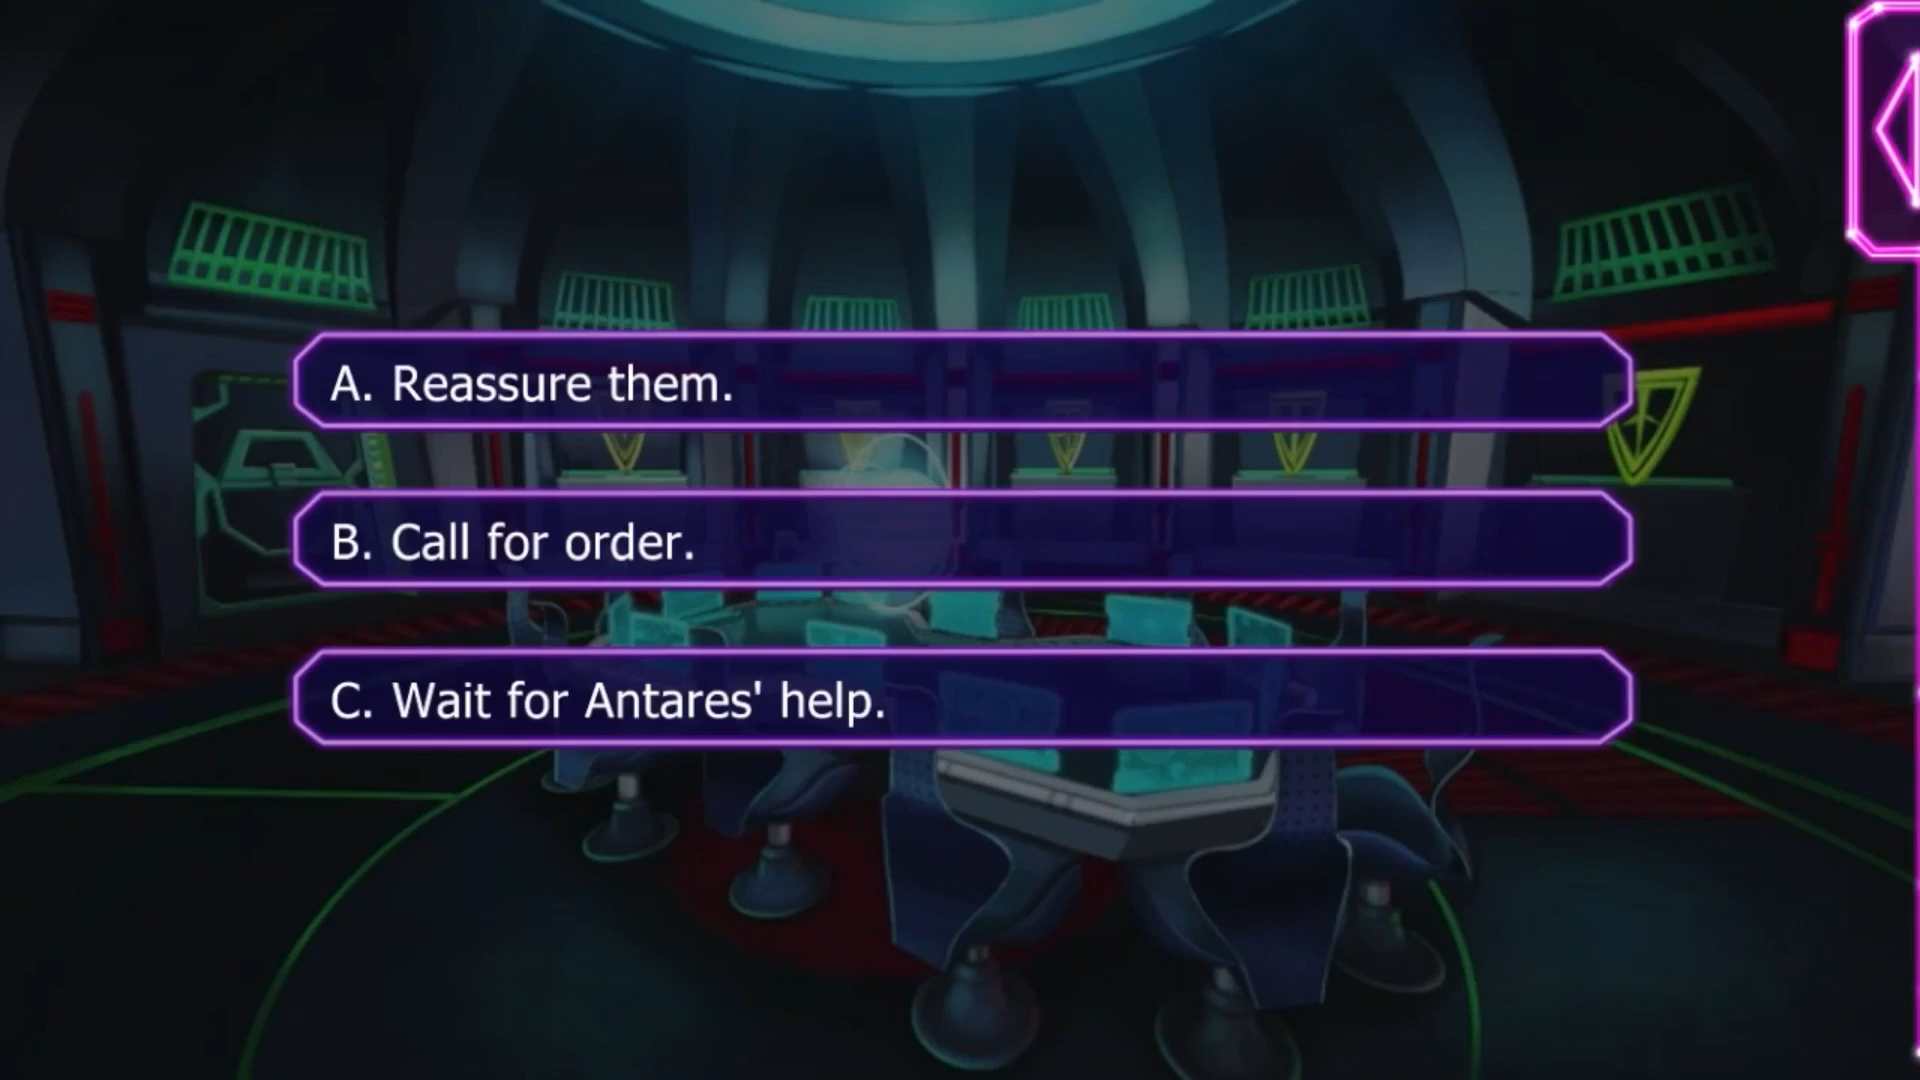 A. Reassure them.
B. Call for order.
C. Wait for Antares' help.